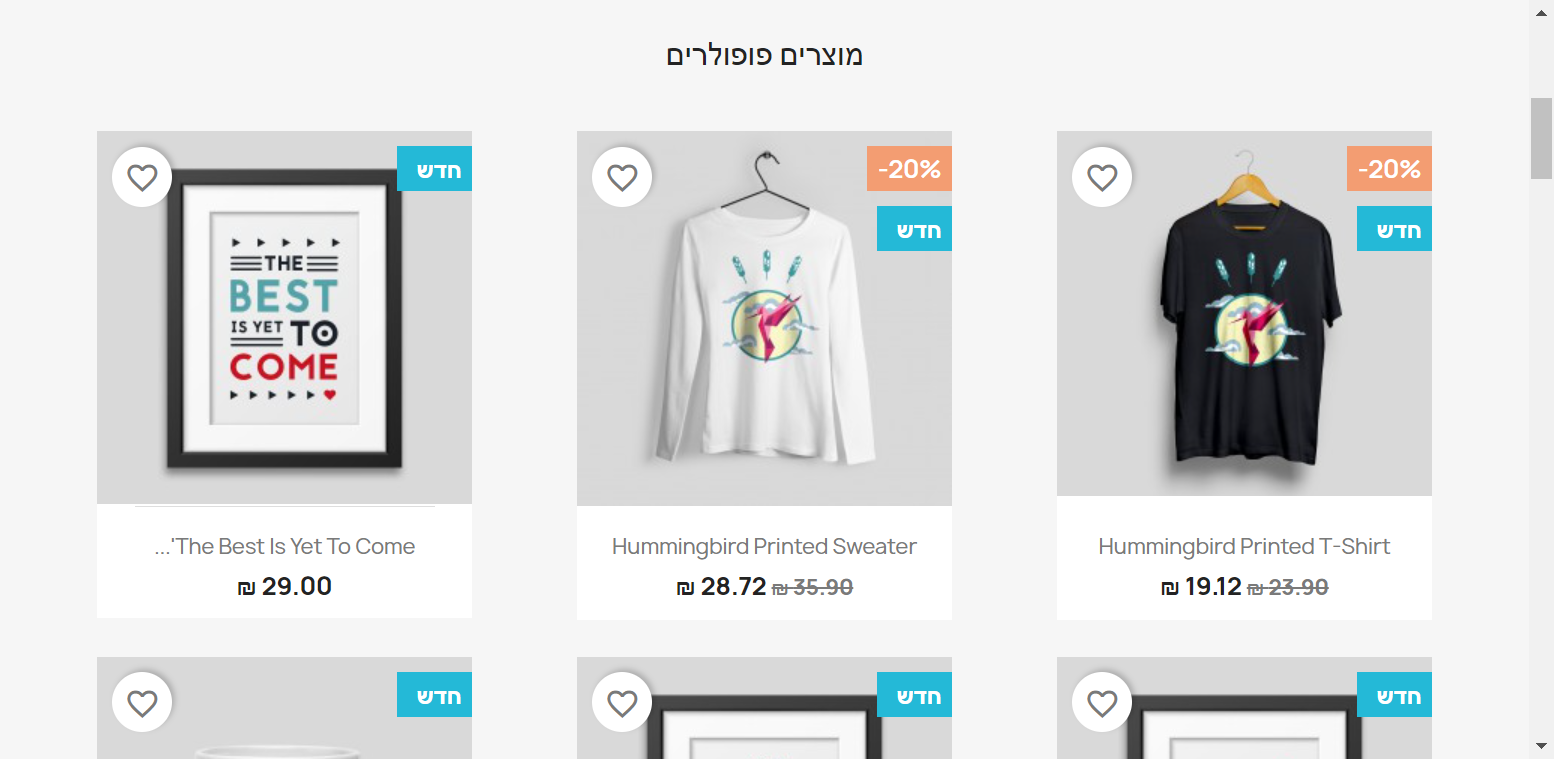 מוצרים פופולרים
-20%
חדש
Hummingbird Printed T-Shirt
₪ 19.12 ₪ 23.90
-20%
חדש
Hummingbird Printed Sweater
₪ 28.72 ₪ 35.90
חדש
THE
BEST
IS YET TO
COME
...'The Best Is Yet To Come
₪ 29.00
חדש
חדש
חדש